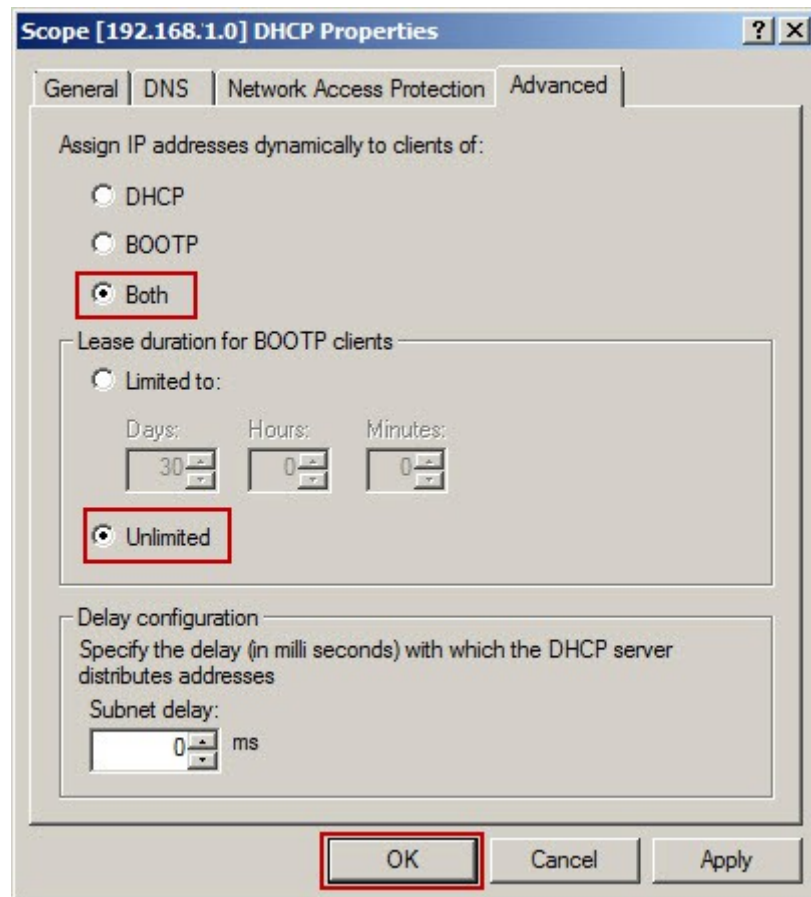 Scope [192.168.1.0] DHCP Properties
General DNS Network Access Protection Advanced
Assign IP addresses dynamically to clients of:
DHCP
BOOTP
Both
Lease duration for BOOTP clients
Limited to:
Days: Hours: Minutes:
30 0 0
Unlimited
Delay configuration
Specify the delay (in milli seconds) with which the DHCP server
distributes addresses
Subnet delay:
0 ms
OK Cancel Apply